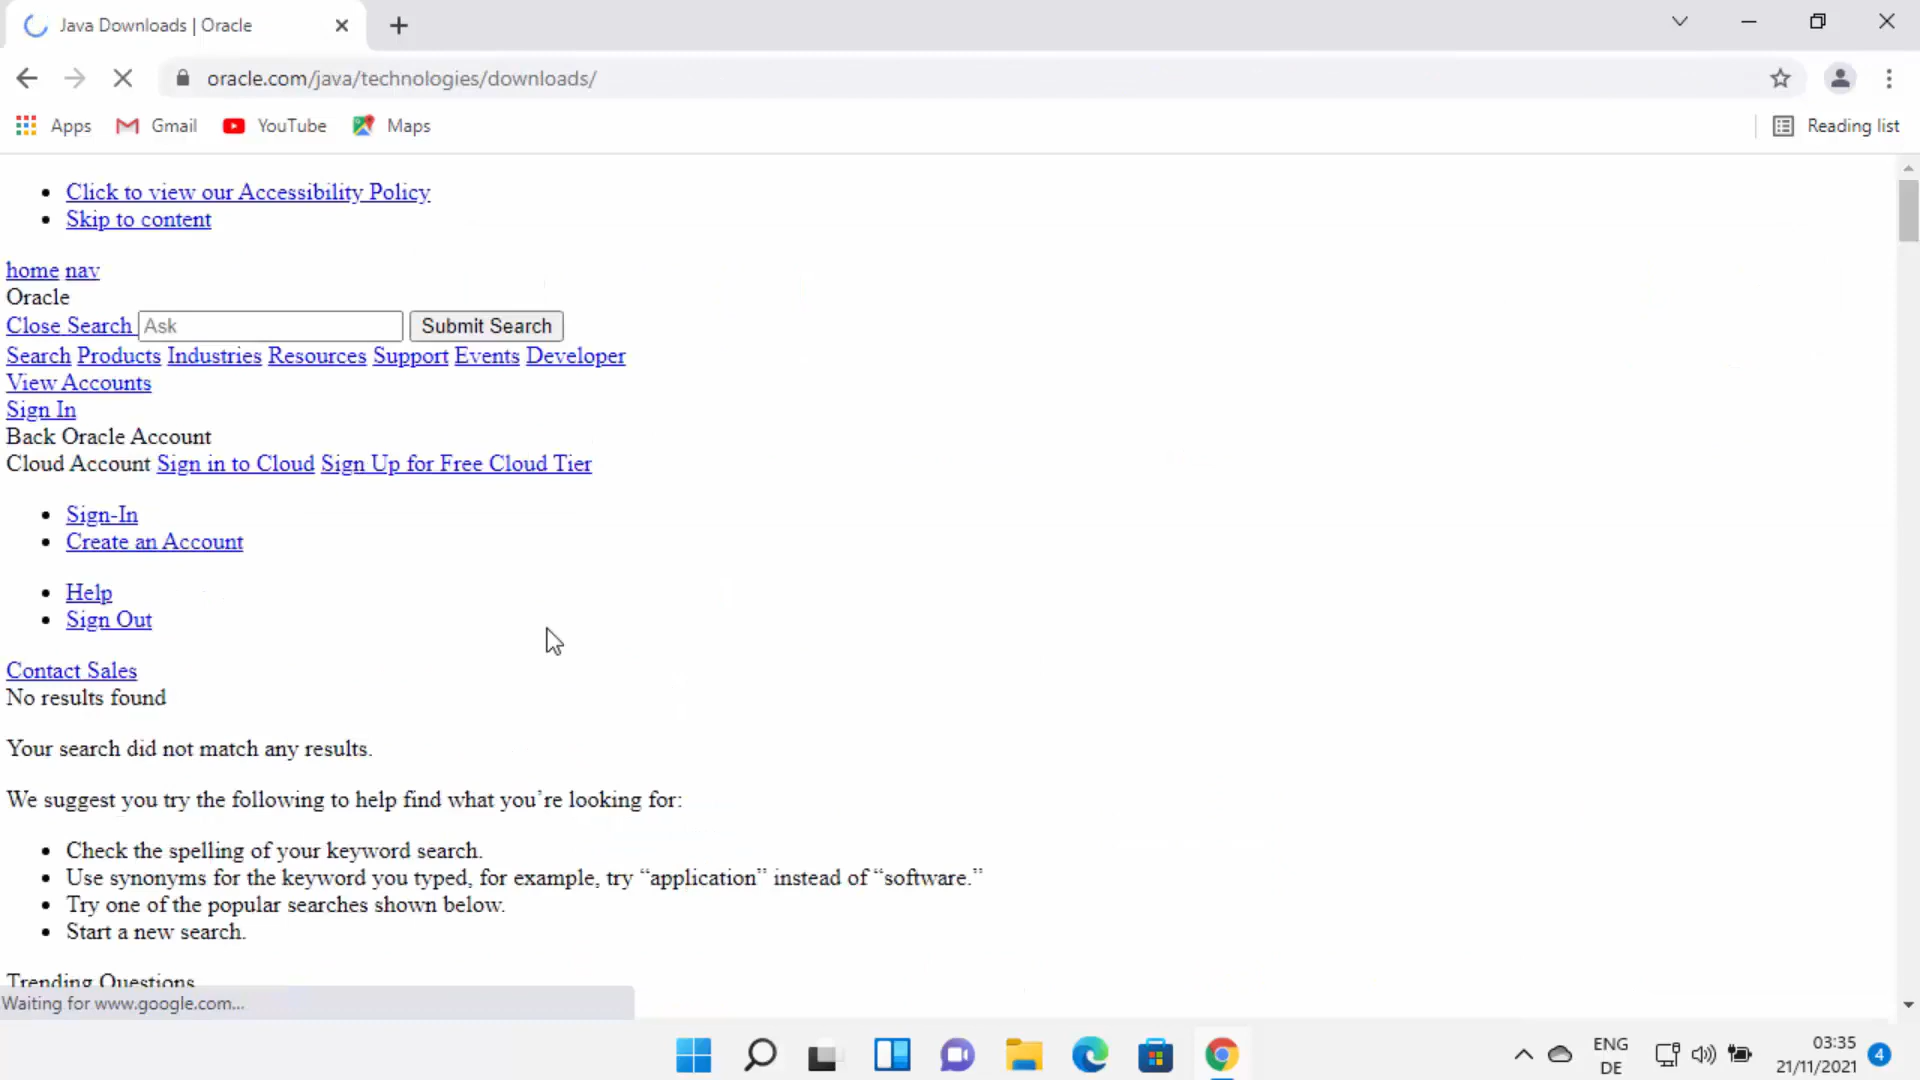 Java Downloads | Oracle
oracle.com/java/technologies/downloads/
Apps Gmail YouTube Maps Reading list
Click to view our Accessibility Policy
Skip to content
home nav
Oracle
Close Search Ask Submit Search
Search Products Industries Resources Support Events Developer
View Accounts
Sign In
Back Oracle Account
Cloud Account Sign in to Cloud Sign Up for Free Cloud Tier
Sign-In
Create an Account
Help
Sign Out
Contact Sales
No results found
Your search did not match any results.
We suggest you try the following to help find what you’re looking for:
Check the spelling of your keyword search.
Use synonyms for the keyword you typed, for example, try “application” instead of “software.”
Try one of the popular searches shown below.
Start a new search.
Trending Questions
Waiting for www.google.com...
ENG 03:35
DE 21/11/2021 4